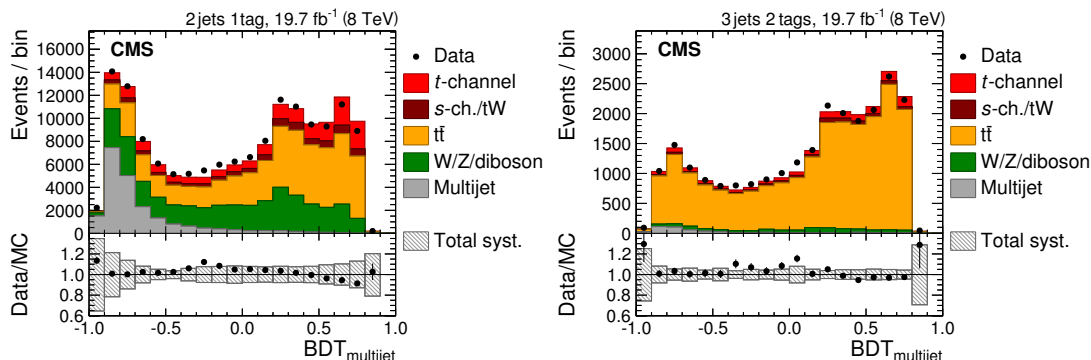 2 jets 1 tag, 19.7 fb⁻¹ (8 TeV)
CMS
Events / bin
16000
14000
12000
10000
8000
6000
4000
2000
0
Data
t-channel
s-ch./tW
tt̄
W/Z/diboson
Multijet
Data/MC
1.2
1.0
0.8
0.6
Total syst.
-1.0 -0.5 0.0 0.5 1.0
BDT_multijet
3 jets 2 tags, 19.7 fb⁻¹ (8 TeV)
CMS
Events / bin
3000
2500
2000
1500
1000
500
0
Data
t-channel
s-ch./tW
tt̄
W/Z/diboson
Multijet
Data/MC
1.2
1.0
0.8
0.6
Total syst.
-1.0 -0.5 0.0 0.5 1.0
BDT_multijet